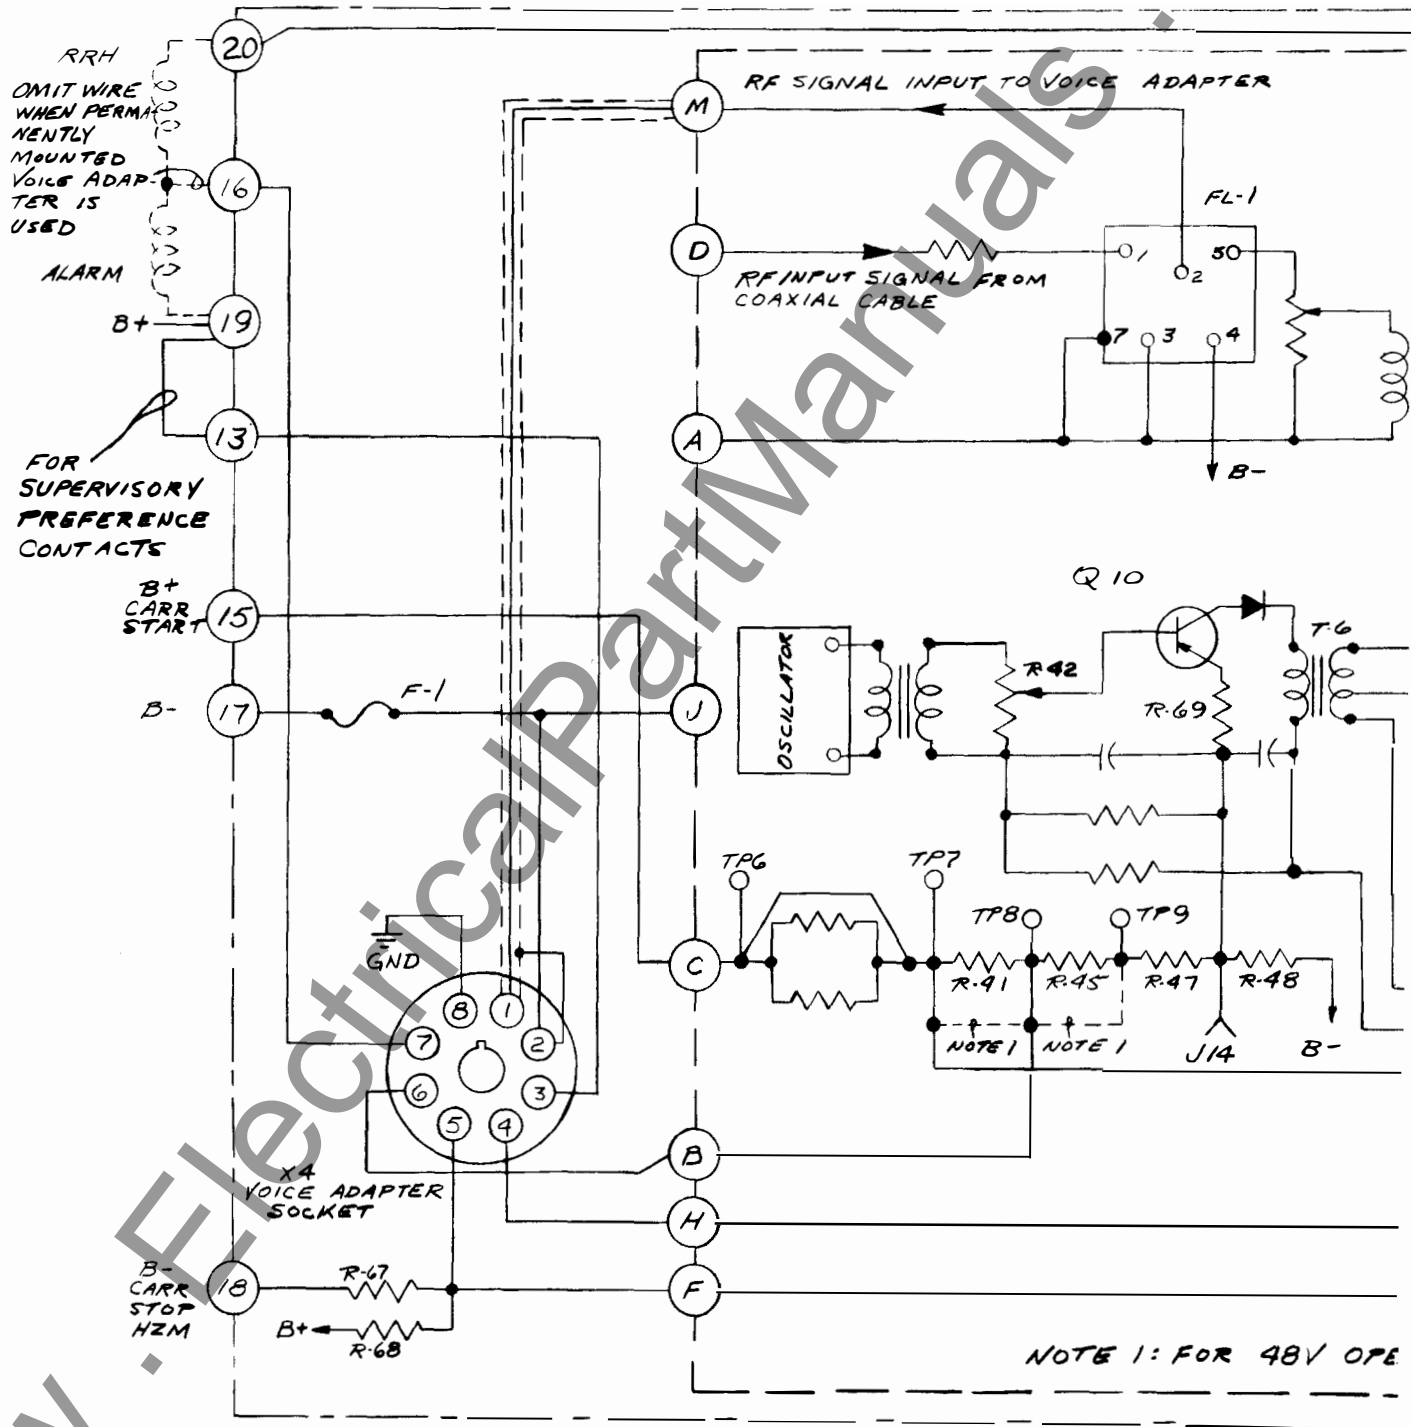 20
RRH
OMIT WIRE
WHEN PERMA-
NENTLY
MOUNTED
VOICE ADAP-
TER IS
USED
16
ALARM
B+
19
13
FOR
SUPERVISORY
PREFERENCE
CONTACTS
B+
CARR
START
15
B-
17
F-1
M
RF SIGNAL INPUT TO VOICE ADAPTER
D
RF INPUT SIGNAL FROM
COAXIAL CABLE
FL-1
1
2
5
7
3
4
A
B-
Q10
OSCILLATOR
R-42
R-69
T-6
J
TP6
TP7
TP8
TP9
C
R-41
R-45
R-47
R-48
NOTE 1
NOTE 1
J14
B-
GND
8
1
7
2
6
3
5
4
X4
VOICE ADAPTER
SOCKET
B
H
F
B-
CARR
STOP
HZM
18
R-67
B+
R-68
NOTE 1: FOR 48V OPE
. ElectricalPartManuals .